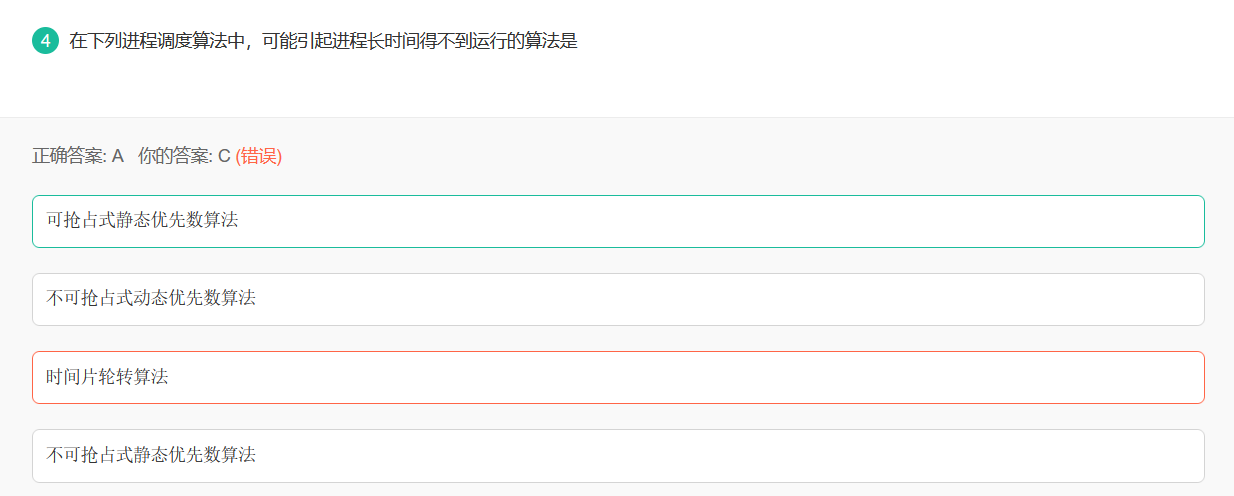 4 在下列进程调度算法中，可能引起进程长时间得不到运行的算法是
正确答案: A 你的答案: C (错误)
可抢占式静态优先数算法
不可抢占式动态优先数算法
时间片轮转算法
不可抢占式静态优先数算法